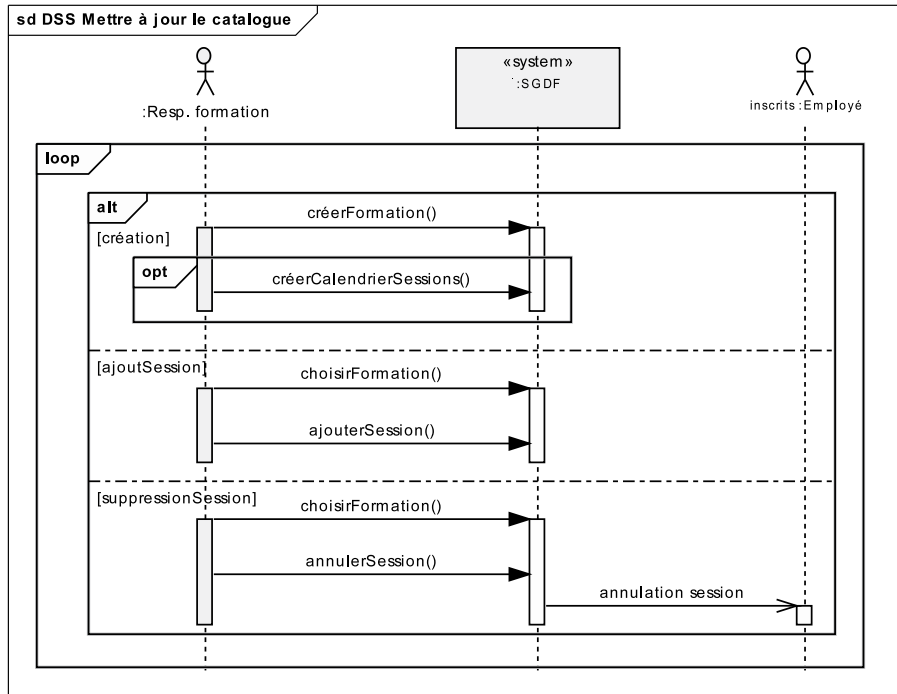 sd DSS Mettre à jour le catalogue
«system»
:SGDF
:Resp. formation
inscrits :Employé
loop
alt
créerFormation()
[création]
opt
créerCalendrierSessions()
[ajoutSession]
choisirFormation()
ajouterSession()
[suppressionSession]
choisirFormation()
annulerSession()
annulation session